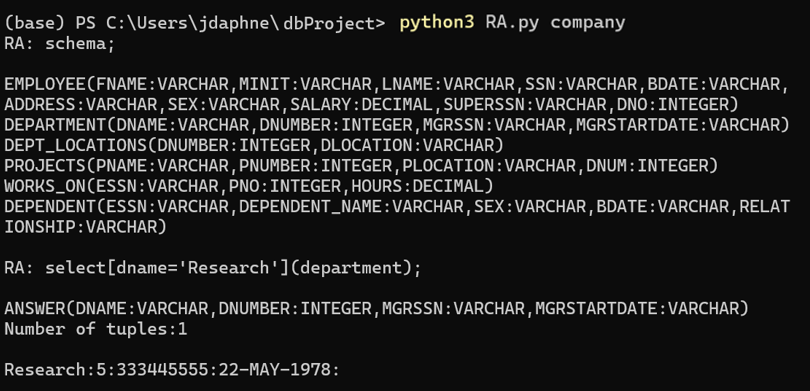 (base) PS C:\Users\jdaphne\dbProject> python3 RA.py company
RA: schema;
EMPLOYEE(FNAME:VARCHAR,MINIT:VARCHAR,LNAME:VARCHAR,SSN:VARCHAR,BDATE:VARCHAR,
ADDRESS:VARCHAR,SEX:VARCHAR,SALARY:DECIMAL,SUPERSSN:VARCHAR,DNO:INTEGER)
DEPARTMENT(DNAME:VARCHAR,DNUMBER:INTEGER,MGRSSN:VARCHAR,MGRSTARTDATE:VARCHAR)
DEPT_LOCATIONS(DNUMBER:INTEGER,DLOCATION:VARCHAR)
PROJECTS(PNAME:VARCHAR,PNUMBER:INTEGER,PLOCATION:VARCHAR,DNUM:INTEGER)
WORKS_ON(ESSN:VARCHAR,PNO:INTEGER,HOURS:DECIMAL)
DEPENDENT(ESSN:VARCHAR,DEPENDENT_NAME:VARCHAR,SEX:VARCHAR,BDATE:VARCHAR,RELAT
IONSHIP:VARCHAR)
RA: select[dname='Research'](department);
ANSWER(DNAME:VARCHAR,DNUMBER:INTEGER,MGRSSN:VARCHAR,MGRSTARTDATE:VARCHAR)
Number of tuples:1
Research:5:333445555:22-MAY-1978: